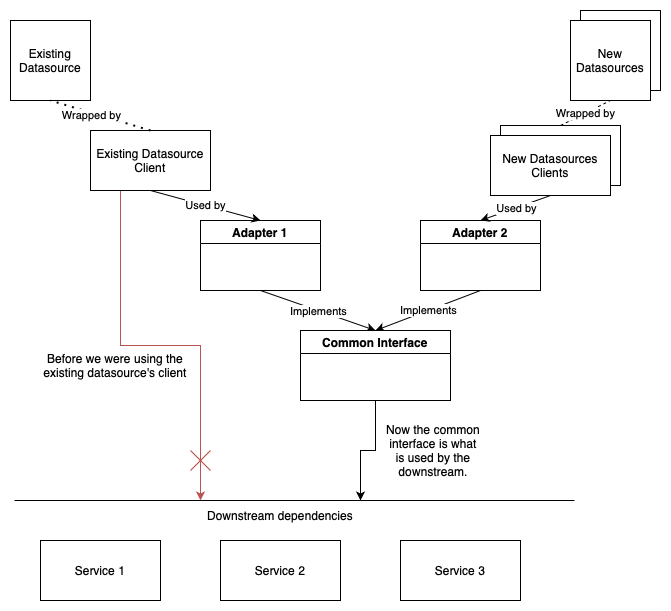 Existing
Datasource
New
Datasources
Wrapped by
Wrapped by
Existing Datasource
Client
New Datasources
Clients
Used by
Used by
Adapter 1
Adapter 2
Implements
Implements
Common Interface
Before we were using the
existing datasource's client
Now the common
interface is what
is used by the
downstream.
Downstream dependencies
Service 1
Service 2
Service 3